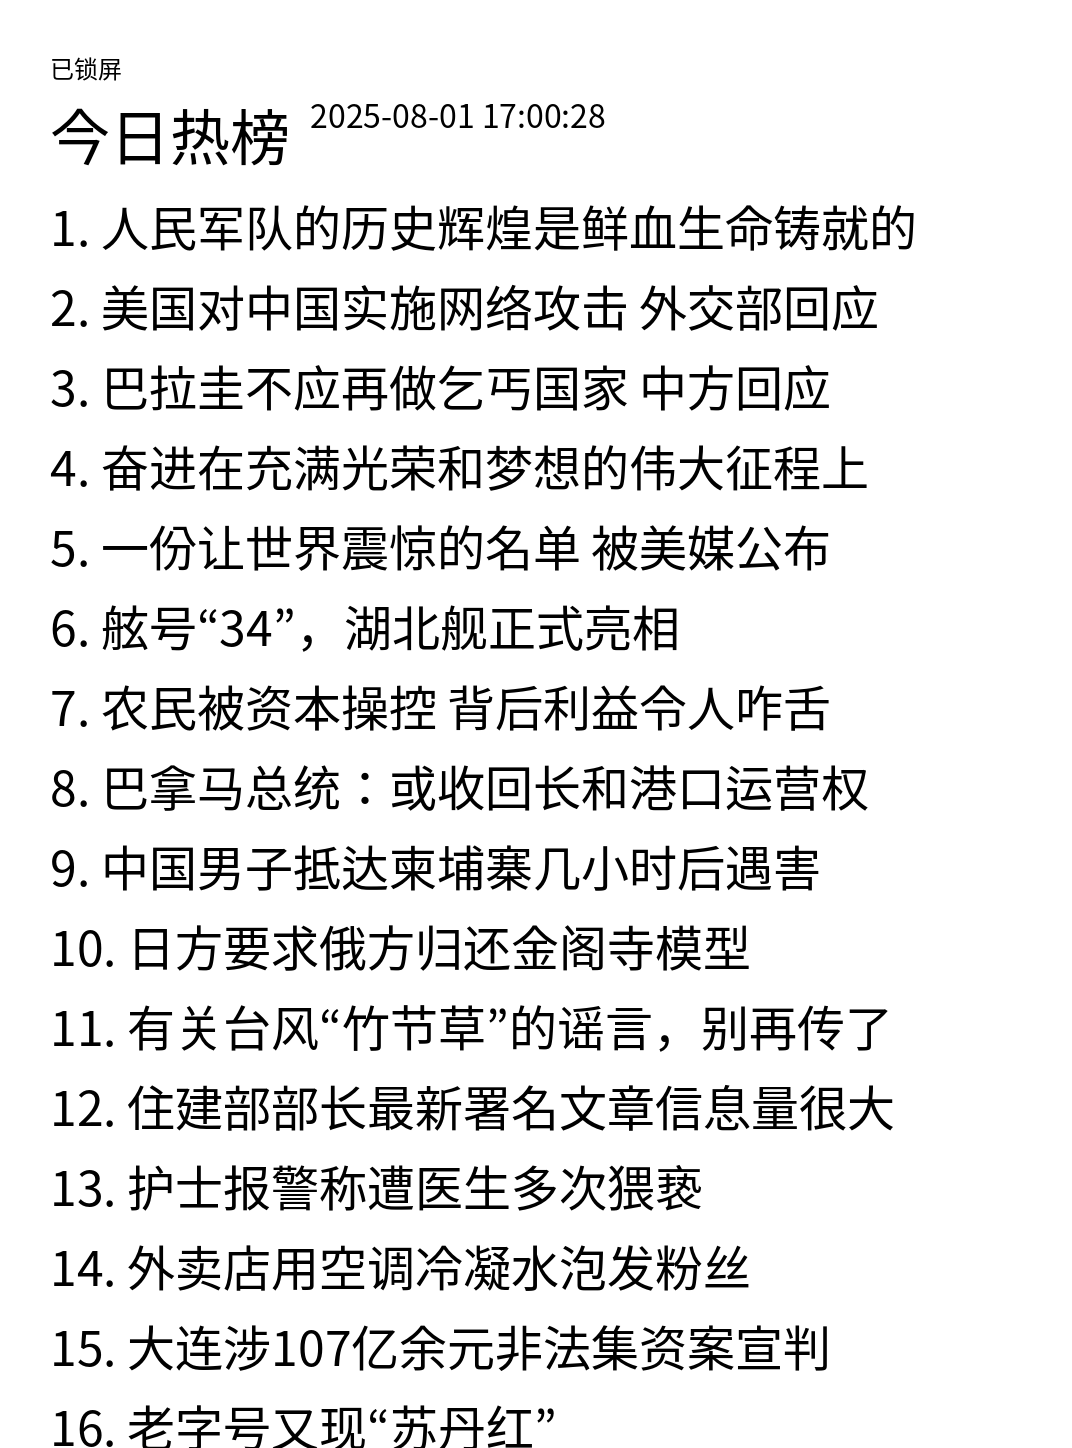 已锁屏
今日热榜 2025-08-01 17:00:28
1. 人民军队的历史辉煌是鲜血生命铸就的
2. 美国对中国实施网络攻击 外交部回应
3. 巴拉圭不应再做乞丐国家 中方回应
4. 奋进在充满光荣和梦想的伟大征程上
5. 一份让世界震惊的名单 被美媒公布
6. 舷号“34”，湖北舰正式亮相
7. 农民被资本操控 背后利益令人咋舌
8. 巴拿马总统：或收回长和港口运营权
9. 中国男子抵达柬埔寨几小时后遇害
10. 日方要求俄方归还金阁寺模型
11. 有关台风“竹节草”的谣言，别再传了
12. 住建部部长最新署名文章信息量很大
13. 护士报警称遭医生多次猥亵
14. 外卖店用空调冷凝水泡发粉丝
15. 大连涉107亿余元非法集资案宣判
16. 老字号又现“苏丹红”